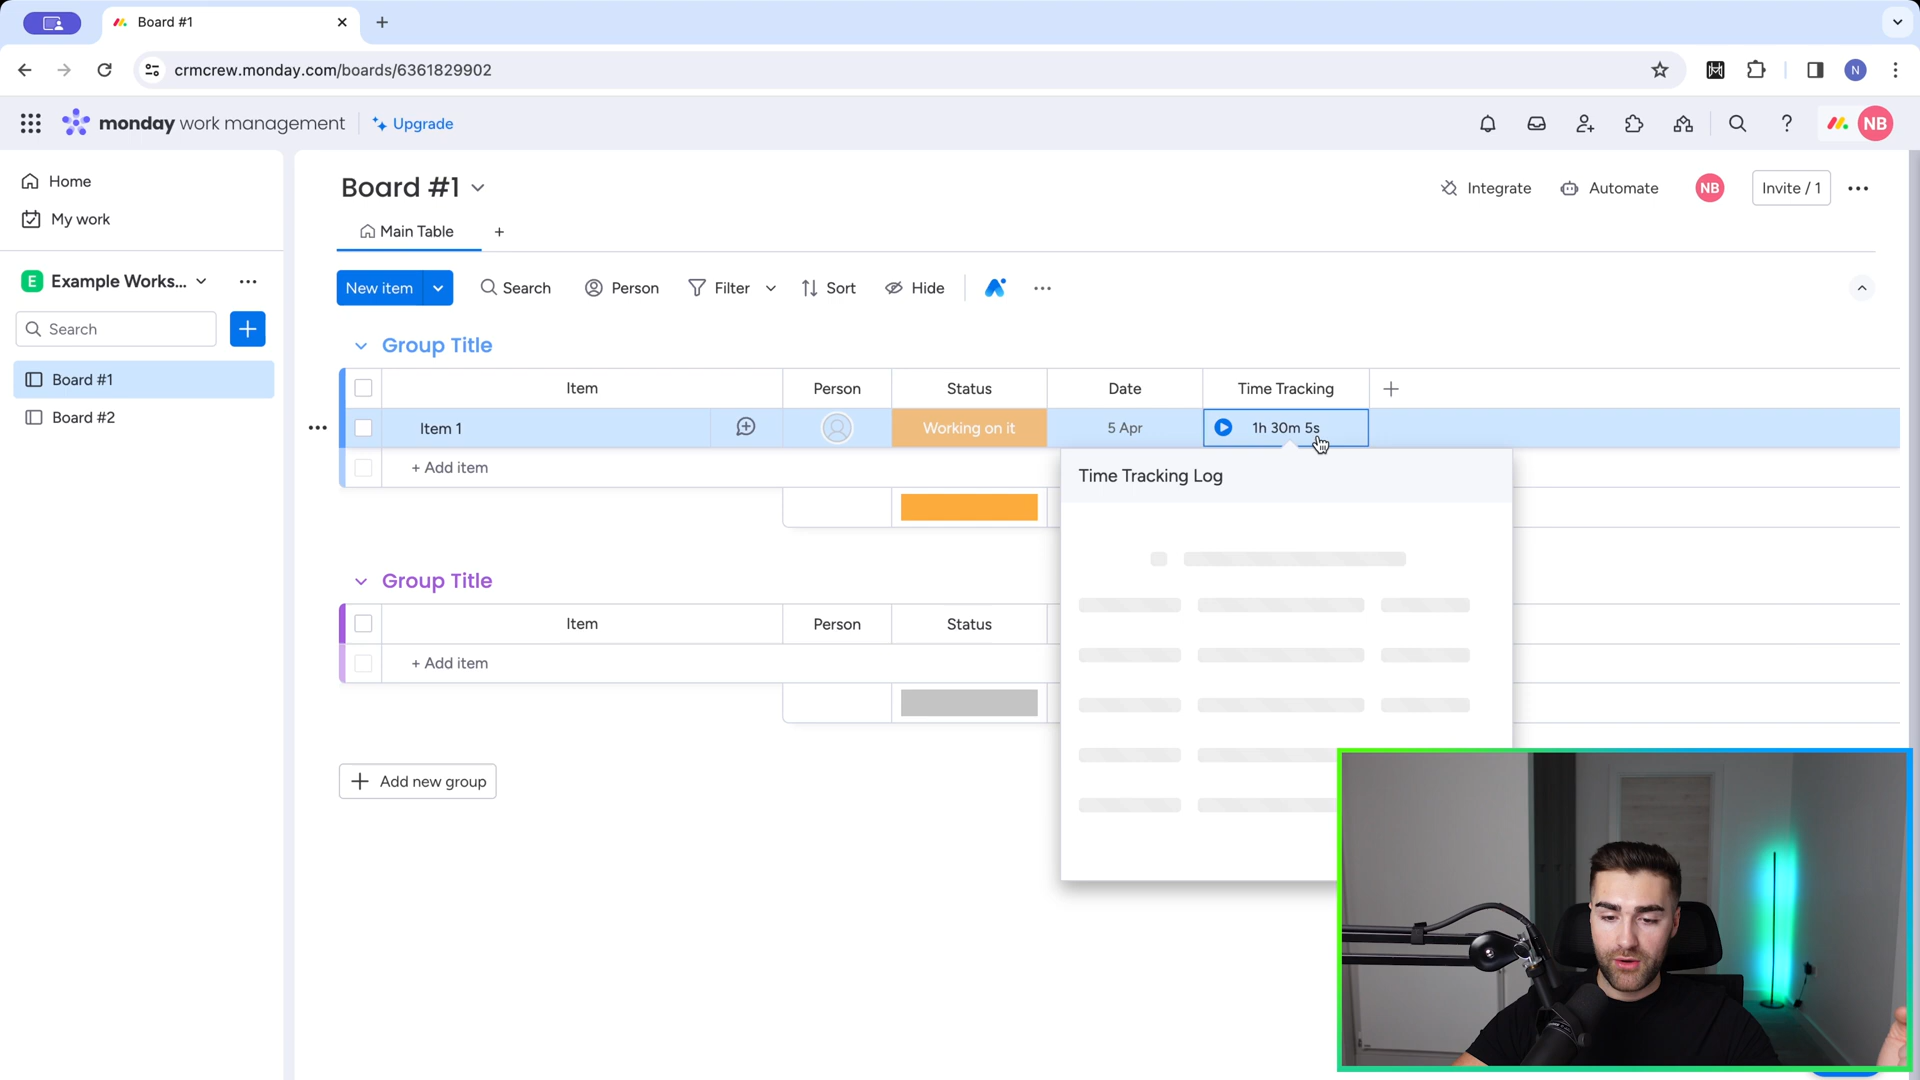 Board #1
crmcrew.monday.com/boards/6361829902
N
monday work management
Upgrade
NB
Home
My work
E Example Works...
Search
Board #1
Board #2
Board #1
Integrate
Automate
NB
Invite / 1
Main Table
New item
Search
Person
Filter
Sort
Hide
Group Title
Item
Person
Status
Date
Time Tracking
Item 1
Working on it
5 Apr
1h 30m 5s
+ Add item
Time Tracking Log
Group Title
Item
Person
Status
+ Add item
Add new group